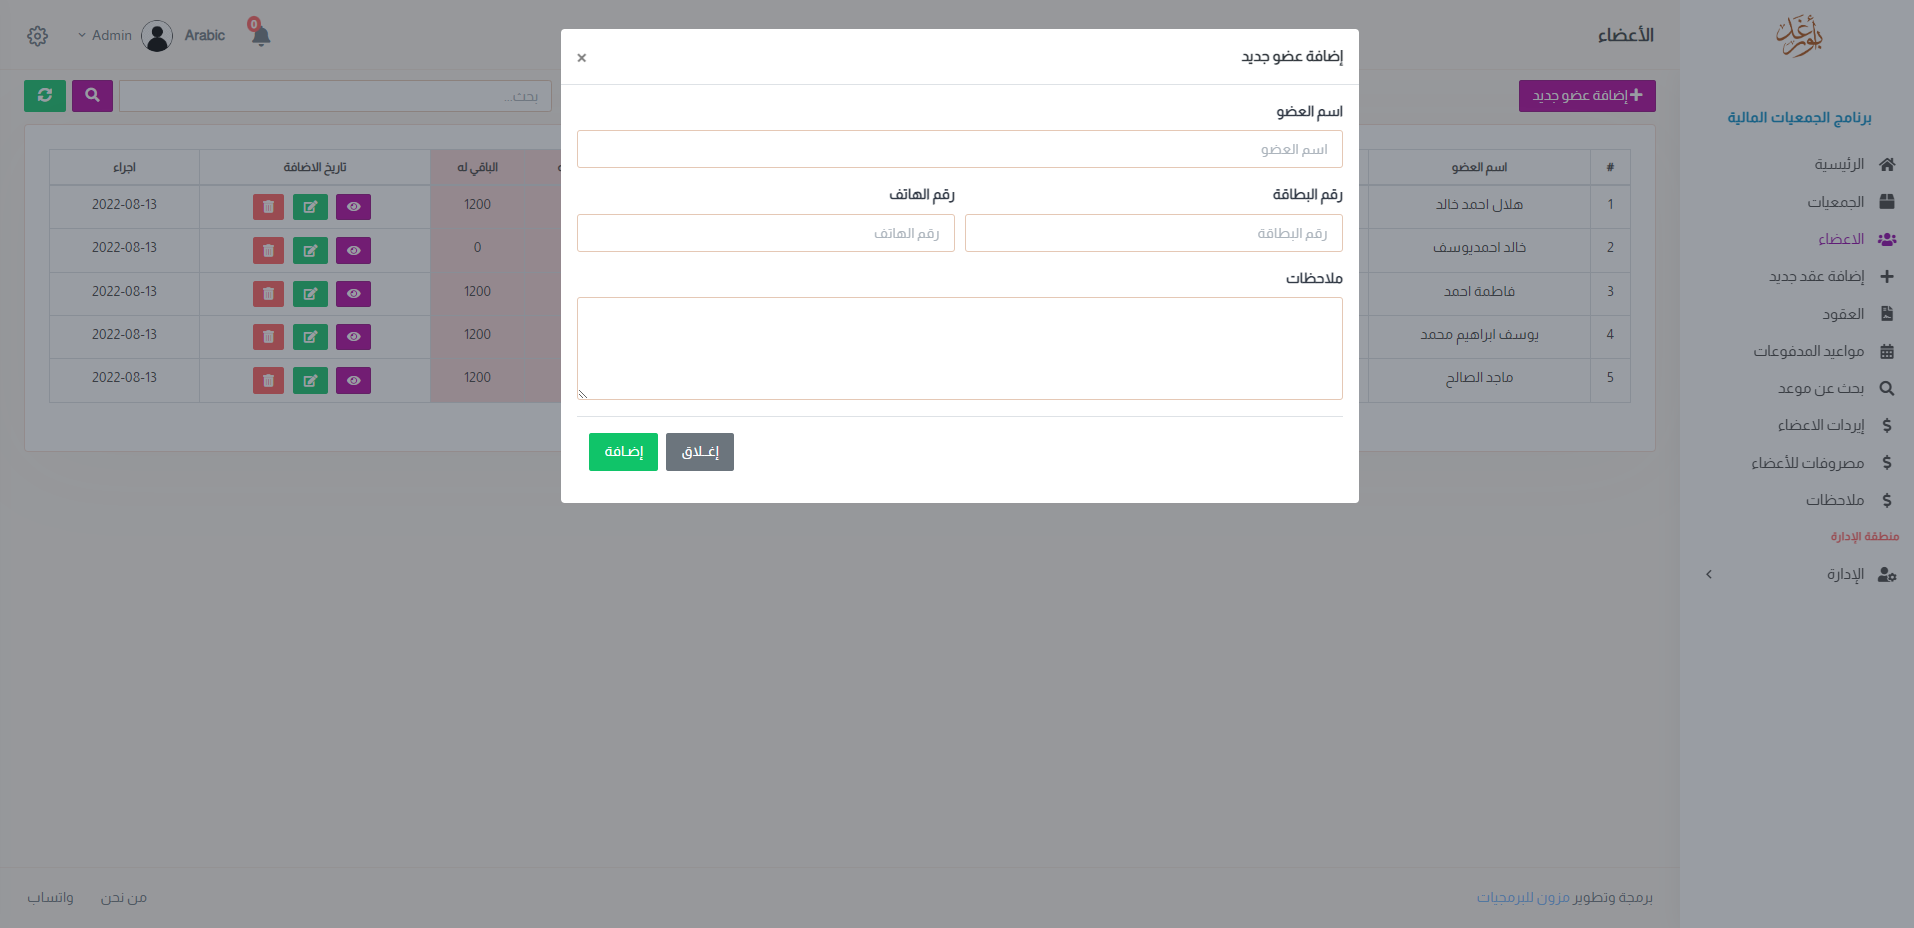 بلور غد
الأعضاء
0
Arabic
Admin
برنامج الجمعيات المالية
الرئيسية
الجمعيات
الاعضاء
إضافة عقد جديد
العقود
مواعيد المدفوعات
بحث عن موعد
إيردات الاعضاء
مصروفات للأعضاء
ملاحظات
منطقة الإدارة
الإدارة
إضافة عضو جديد
بحث...
# اسم العضو الباقي له تاريخ الاضافة اجراء
1 هلال احمد خالد 1200 2022-08-13
2 خالد احمديوسف 0 2022-08-13
3 فاطمة احمد 1200 2022-08-13
4 يوسف ابراهيم محمد 1200 2022-08-13
5 ماجد الصالح 1200 2022-08-13
إضافة عضو جديد ×
اسم العضو
اسم العضو
رقم البطاقة رقم الهاتف
رقم البطاقة رقم الهاتف
ملاحظات
إغـلاق إضـافة
برمجة وتطوير مزون للبرمجيات
من نحن واتساب